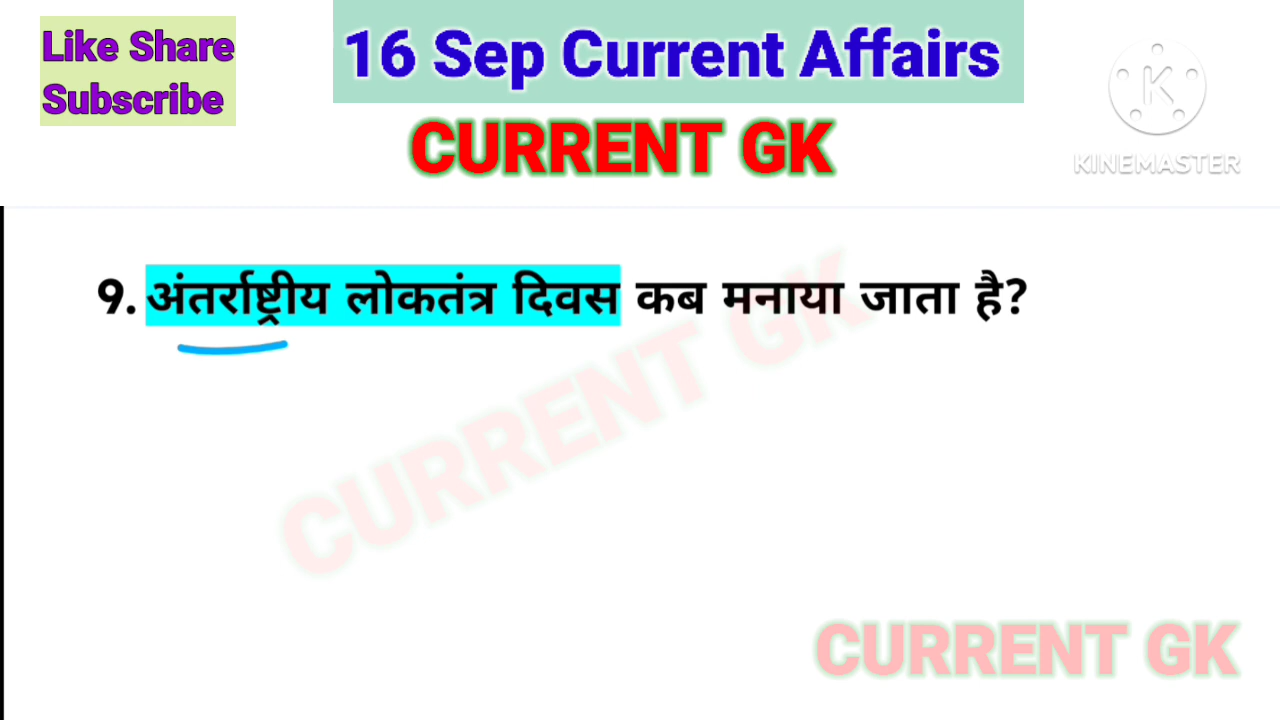 Like Share
Subscribe
16 Sep Current Affairs
CURRENT GK
KINEMASTER
9. अंतर्राष्ट्रीय लोकतंत्र दिवस कब मनाया जाता है?
CURRENT GK
CURRENT GK